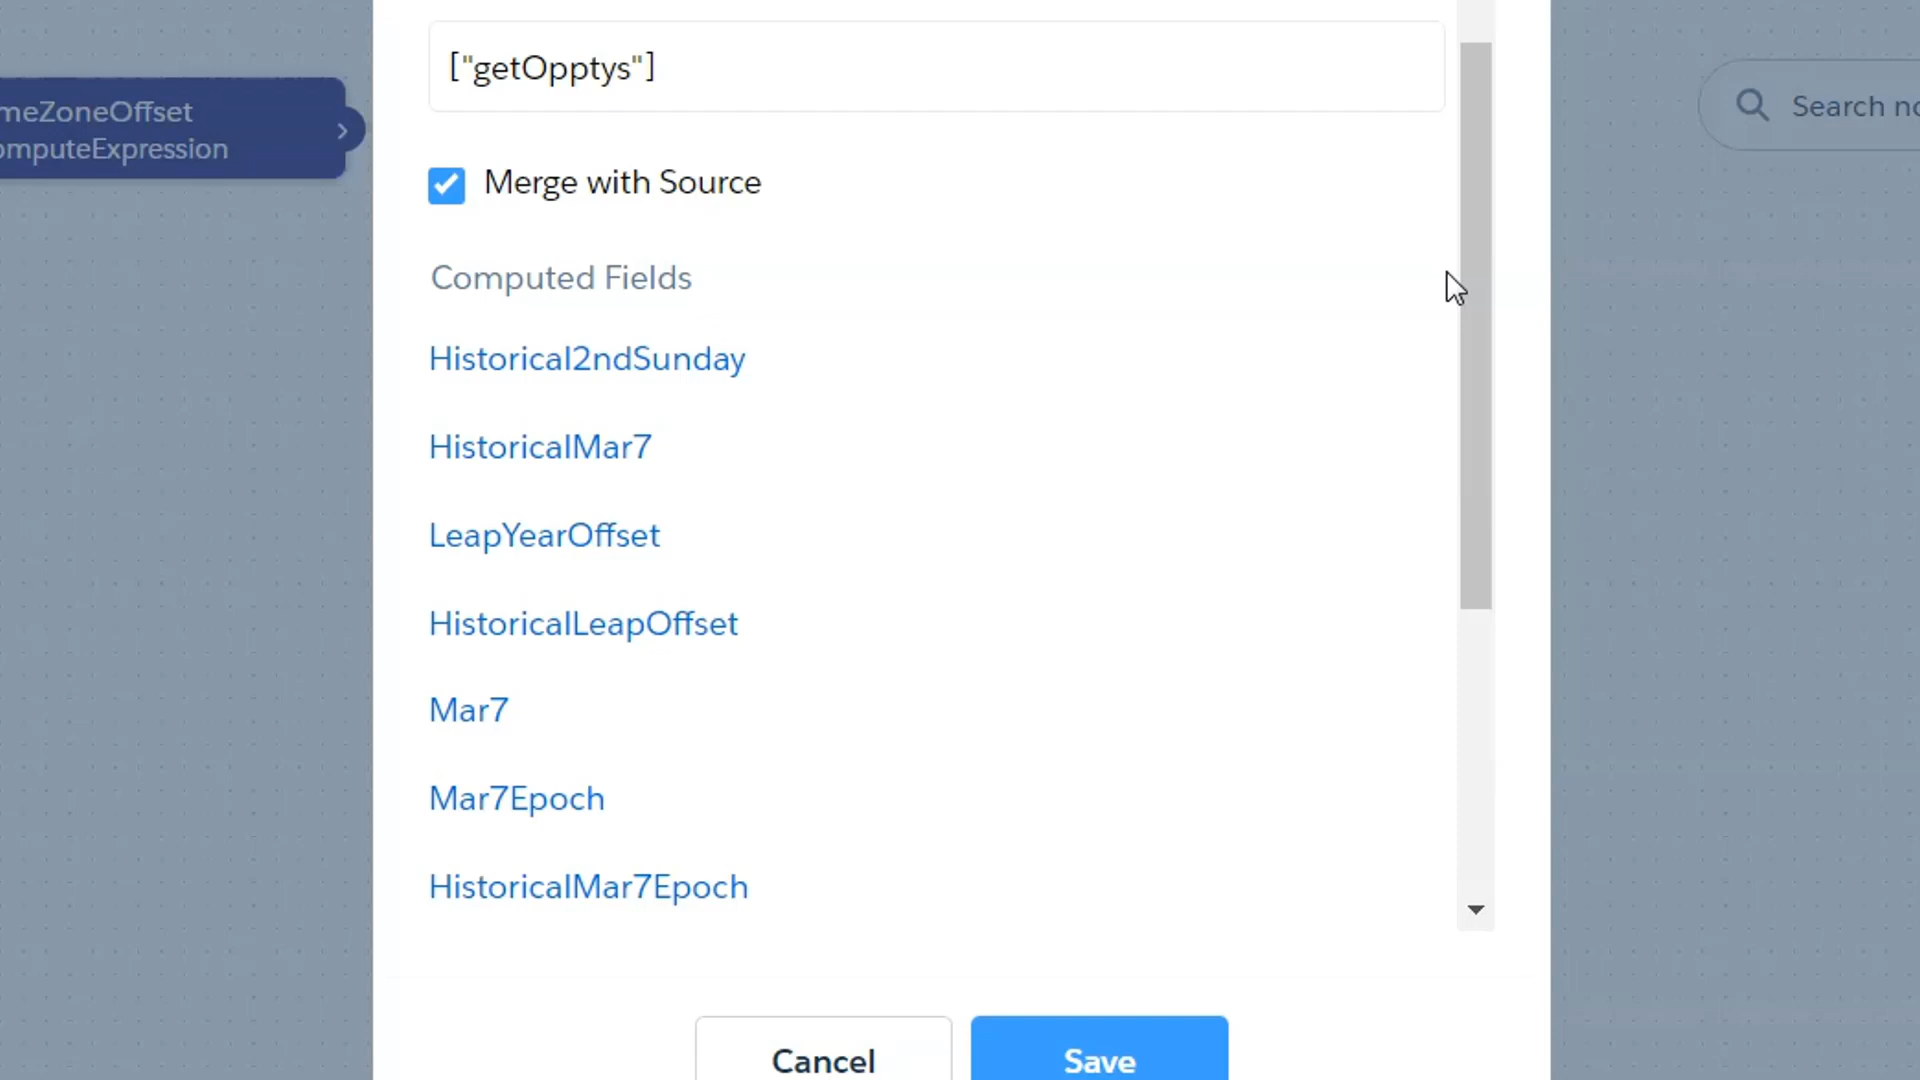 ["getOpptys"]
meZoneOffset
omputeExpression
Search no
Merge with Source
Computed Fields
Historical2ndSunday
HistoricalMar7
LeapYearOffset
HistoricalLeapOffset
Mar7
Mar7Epoch
HistoricalMar7Epoch
Cancel
Save